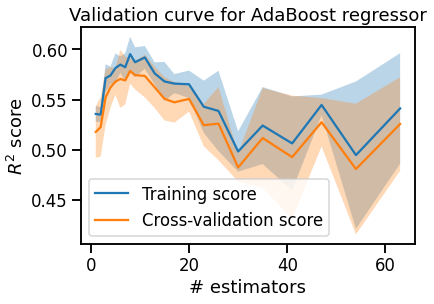 Validation curve for AdaBoost regressor
R² score
0.60
0.55
0.50
0.45
Training score
Cross-validation score
0
20
40
60
# estimators